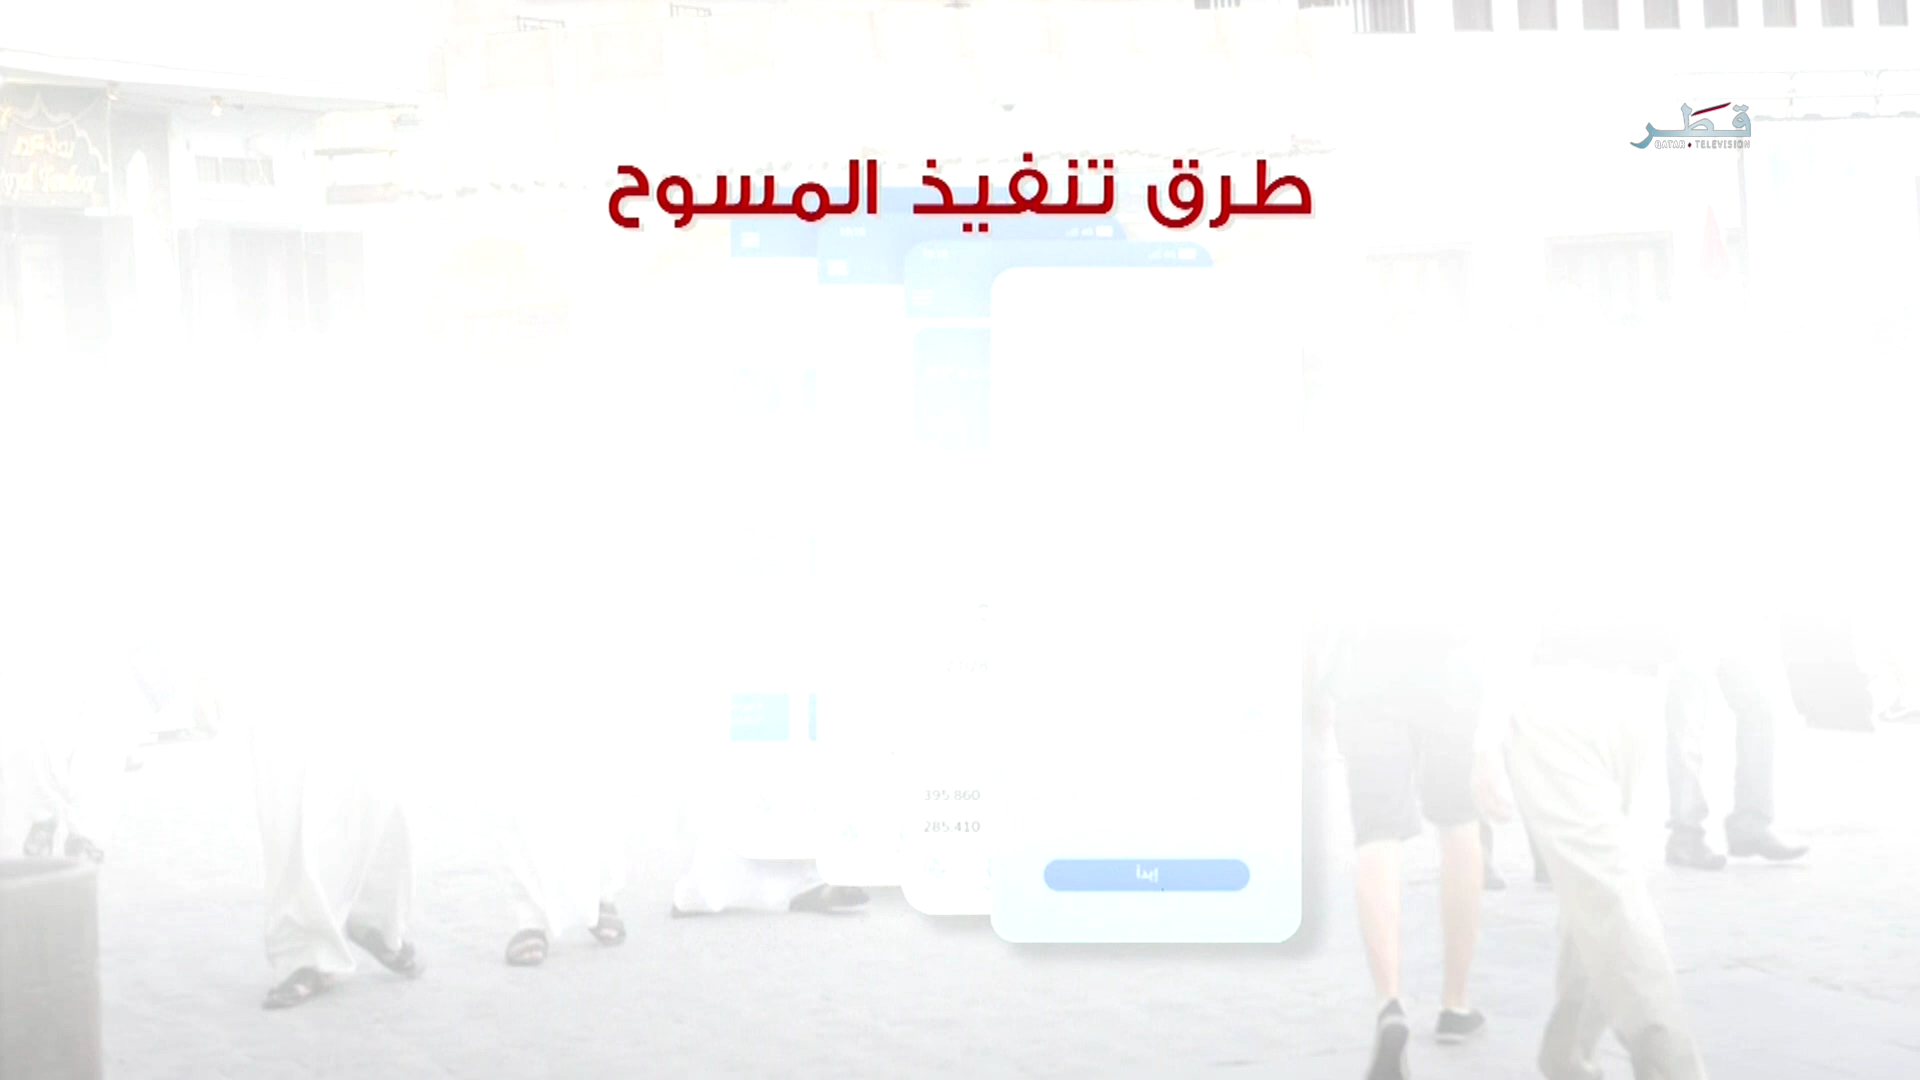 قطر
QATAR TELEVISION
طرق تنفيذ المسوح
395.860
285.410
إبدأ